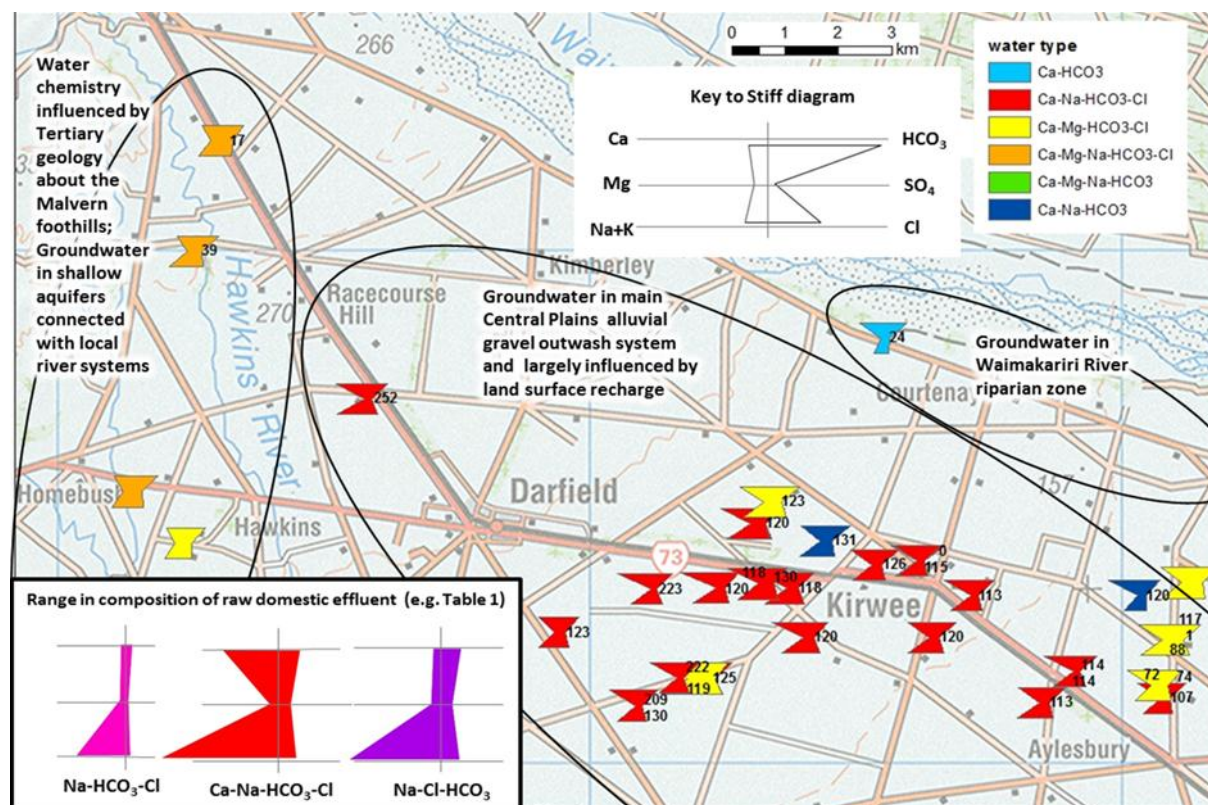 266
Wai
0 1 2 3
km
water type
Ca-HCO3
Ca-Na-HCO3-Cl
Ca-Mg-HCO3-Cl
Ca-Mg-Na-HCO3-Cl
Ca-Mg-Na-HCO3
Ca-Na-HCO3
Key to Stiff diagram
Ca HCO₃
Mg SO₄
Na+K Cl
Water
chemistry
influenced by
Tertiary
geology
about the
Malvern
foothills;
Groundwater
in shallow
aquifers
connected
with local
river systems
17
39
Hawkins
River
270
Racecourse
Hill
Kimberley
Groundwater in main
Central Plains alluvial
gravel outwash system
and largely influenced by
land surface recharge
24
Courtenay
Groundwater in
Waimakariri River
riparian zone
252
157
Homebush
Hawkins
Darfield
73
Kirwee
Aylesbury
123
120
131
126
0
115
118
130
118
223
120
113
120
117
1
88
123
120
120
222
119
125
209
130
114
114
113
72
74
107
Range in composition of raw domestic effluent (e.g. Table 1)
Na-HCO₃-Cl
Ca-Na-HCO₃-Cl
Na-Cl-HCO₃